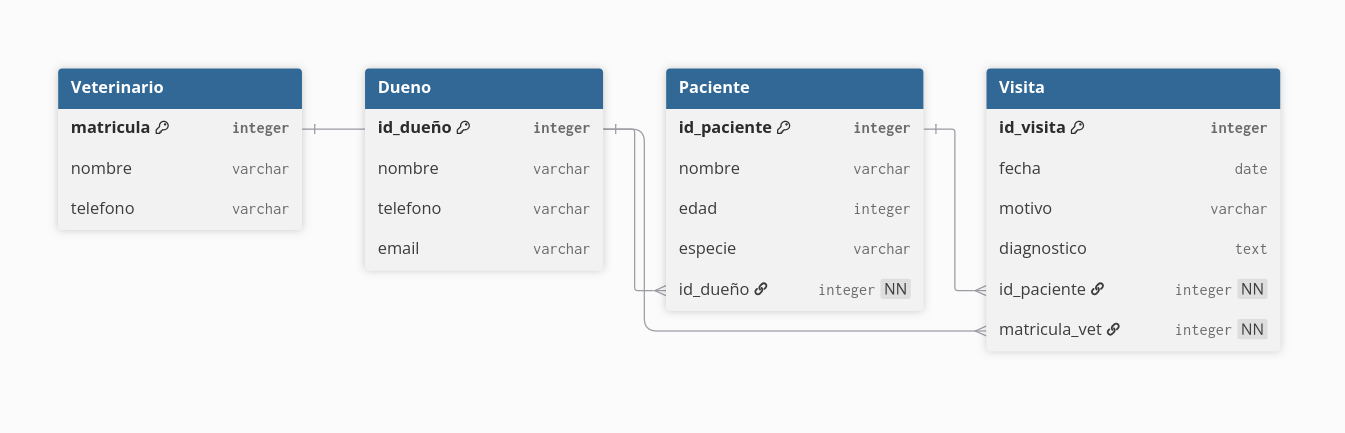 Veterinario
matricula integer
nombre varchar
telefono varchar
Dueno
id_dueño integer
nombre varchar
telefono varchar
email varchar
Paciente
id_paciente integer
nombre varchar
edad integer
especie varchar
id_dueño integer NN
Visita
id_visita integer
fecha date
motivo varchar
diagnostico text
id_paciente integer NN
matricula_vet integer NN